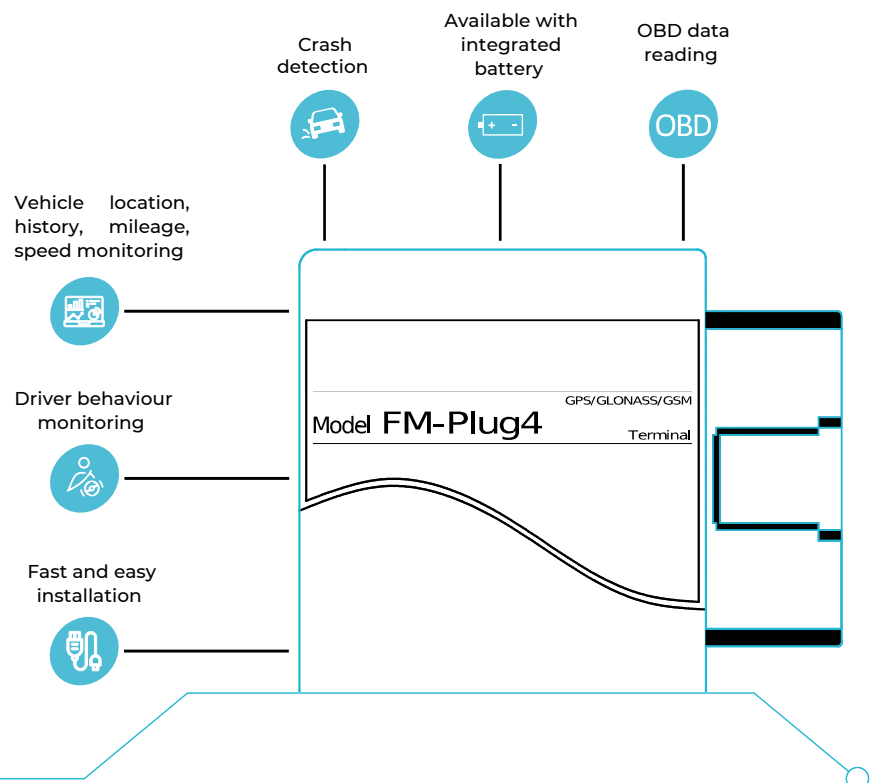 Crash
detection
Available with
integrated
battery
OBD data
reading
OBD
+ -
Vehicle location,
history, mileage,
speed monitoring
GPS/GLONASS/GSM
Model FM-Plug4
Terminal
Driver behaviour
monitoring
Fast and easy
installation